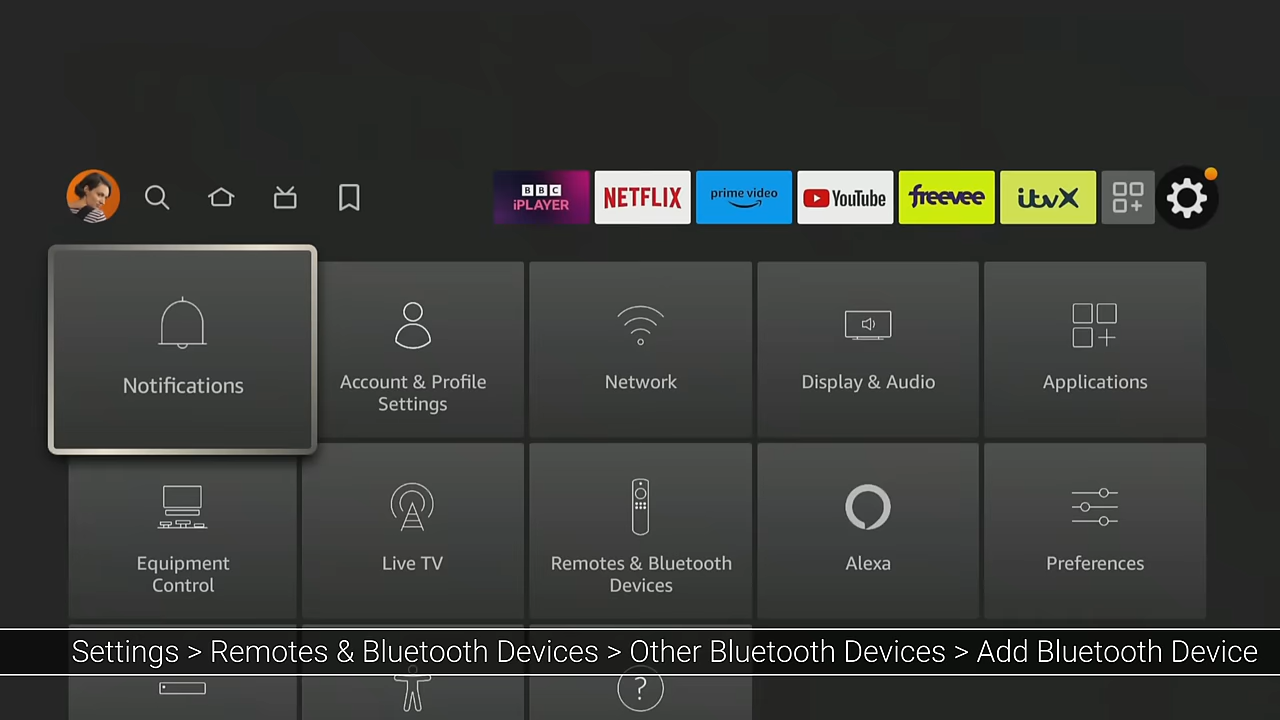 BBC
iPLAYER
NETFLIX
prime video
YouTube
freevee
itvX
Notifications
Account & Profile
Settings
Network
Display & Audio
Applications
Equipment
Control
Live TV
Remotes & Bluetooth
Devices
Alexa
Preferences
Settings > Remotes & Bluetooth Devices > Other Bluetooth Devices > Add Bluetooth Device
?